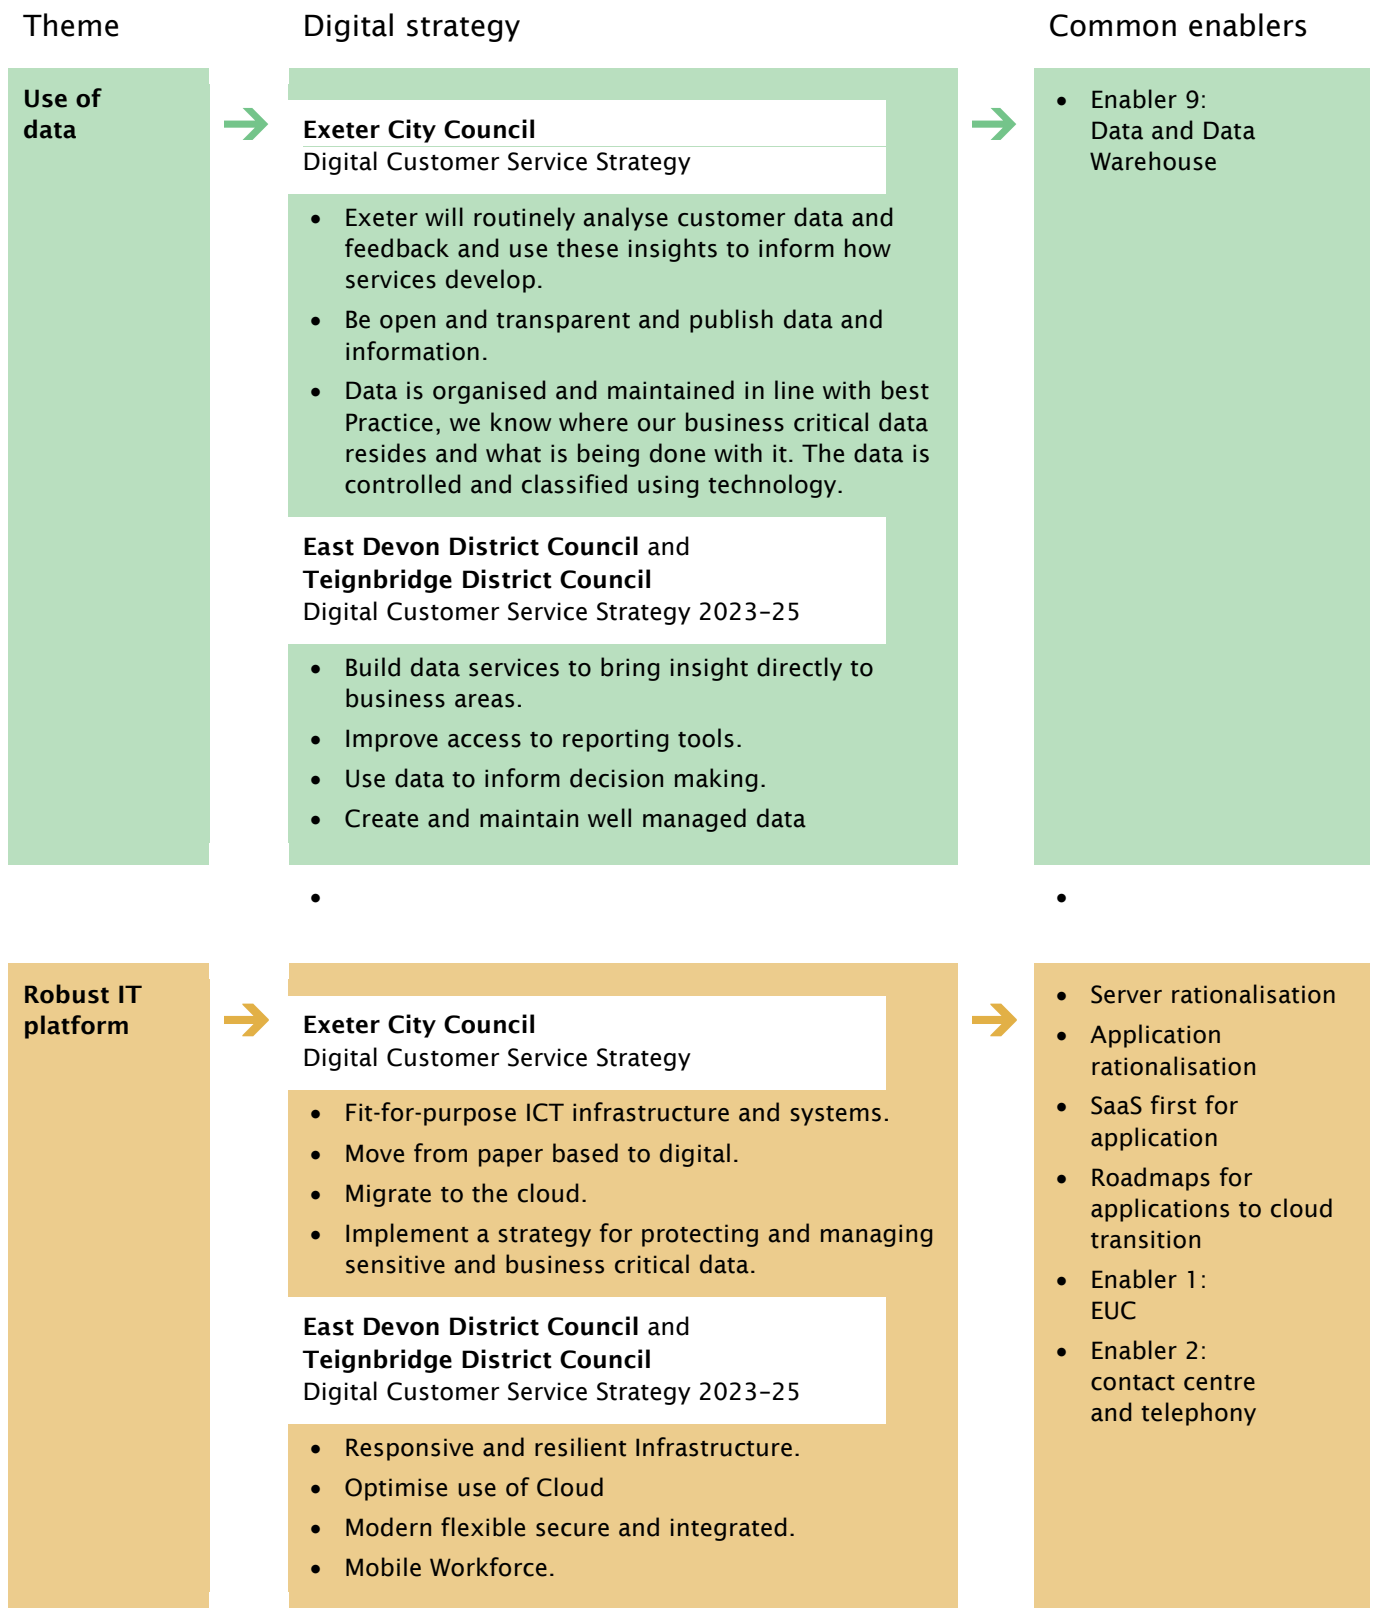 Theme
Digital strategy
Common enablers
Use of
data
Exeter City Council
Digital Customer Service Strategy
• Exeter will routinely analyse customer data and
feedback and use these insights to inform how
services develop.
• Be open and transparent and publish data and
information.
• Data is organised and maintained in line with best
Practice, we know where our business critical data
resides and what is being done with it. The data is
controlled and classified using technology.
East Devon District Council and
Teignbridge District Council
Digital Customer Service Strategy 2023–25
• Build data services to bring insight directly to
business areas.
• Improve access to reporting tools.
• Use data to inform decision making.
• Create and maintain well managed data
• Enabler 9:
Data and Data
Warehouse
•
•
Robust IT
platform
Exeter City Council
Digital Customer Service Strategy
• Fit-for-purpose ICT infrastructure and systems.
• Move from paper based to digital.
• Migrate to the cloud.
• Implement a strategy for protecting and managing
sensitive and business critical data.
East Devon District Council and
Teignbridge District Council
Digital Customer Service Strategy 2023–25
• Responsive and resilient Infrastructure.
• Optimise use of Cloud
• Modern flexible secure and integrated.
• Mobile Workforce.
• Server rationalisation
• Application
rationalisation
• SaaS first for
application
• Roadmaps for
applications to cloud
transition
• Enabler 1:
EUC
• Enabler 2:
contact centre
and telephony